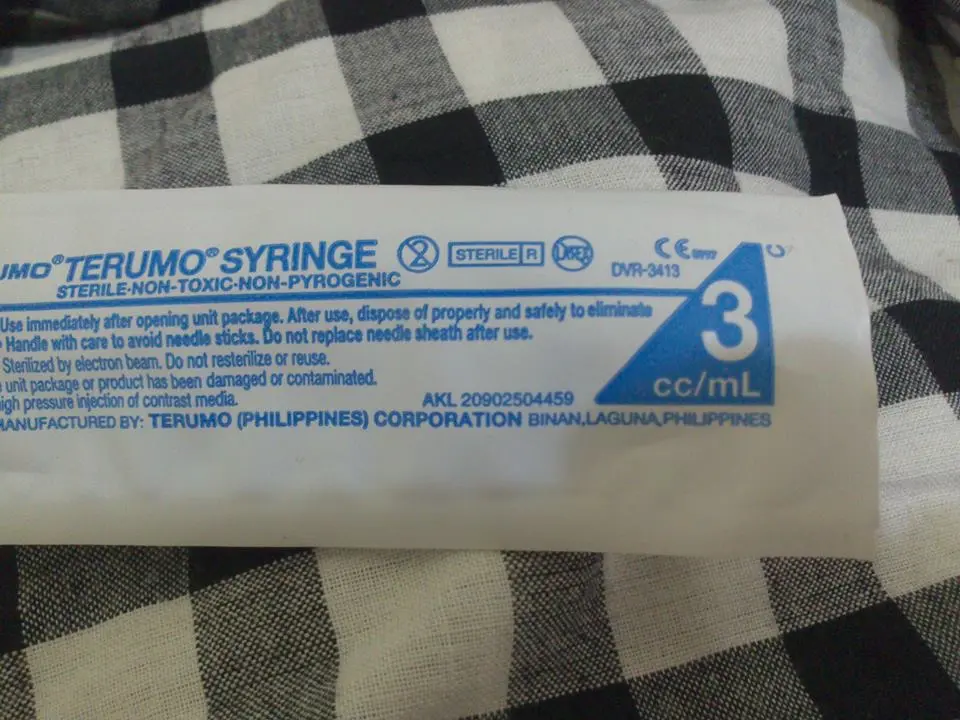 UMO® TERUMO® SYRINGE STERILE R
STERILE·NON-TOXIC·NON-PYROGENIC
DVR-3413
3
cc/mL
Use immediately after opening unit package. After use, dispose of properly and safely to eliminate
Handle with care to avoid needle sticks. Do not replace needle sheath after use.
Sterilized by electron beam. Do not resterilize or reuse.
unit package or product has been damaged or contaminated.
igh pressure injection of contrast media.
AKL 20902504459
MANUFACTURED BY: TERUMO (PHILIPPINES) CORPORATION BINAN,LAGUNA,PHILIPPINES